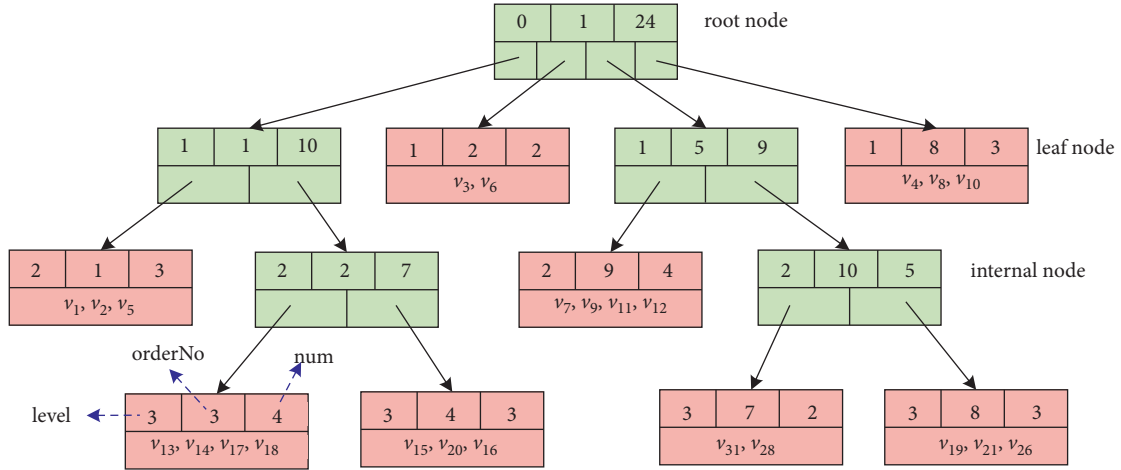 0 1 24 root node
1 1 10
1 2 2
1 5 9
1 8 3
leaf node
v3, v6
v4, v8, v10
2 1 3
2 2 7
2 9 4
2 10 5
internal node
v1, v2, v5
v7, v9, v11, v12
orderNo
num
level
3 3 4
3 4 3
3 7 2
3 8 3
v13, v14, v17, v18
v15, v20, v16
v31, v28
v19, v21, v26